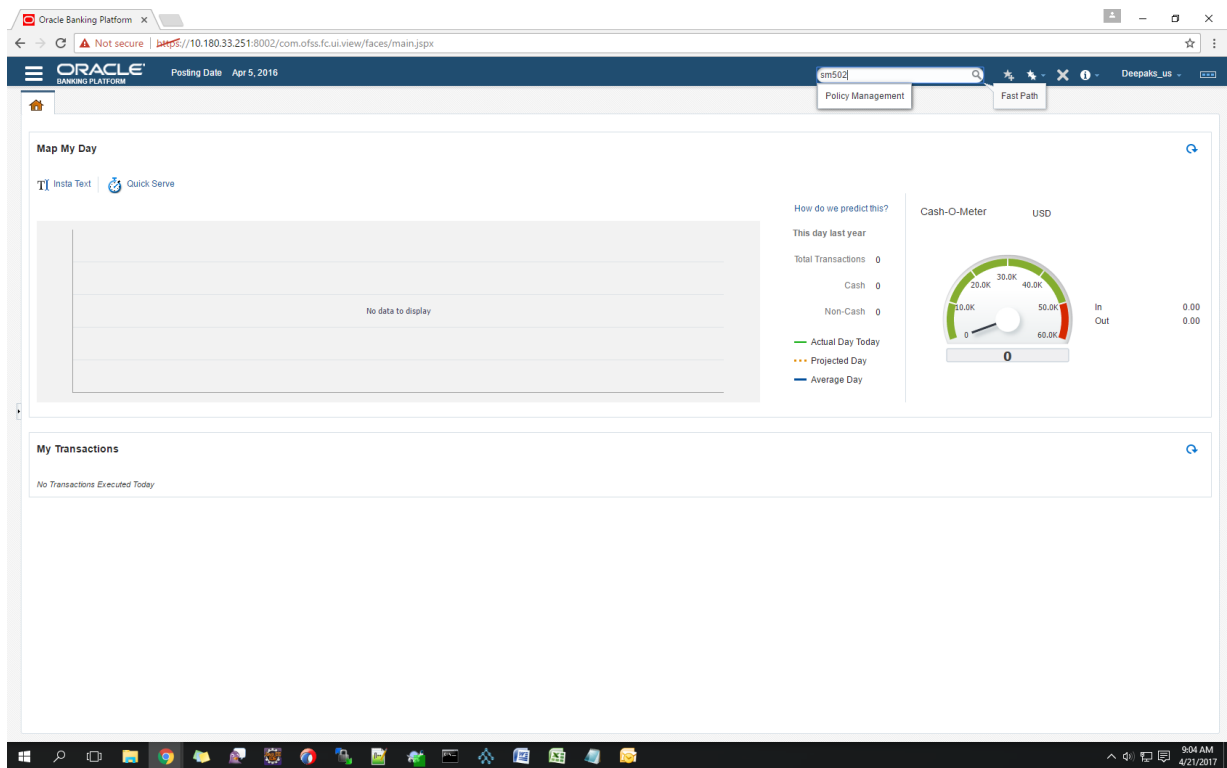 Oracle Banking Platform
Not secure | https://10.180.33.251:8002/com.ofss.fc.ui.view/faces/main.jspx
ORACLE
BANKING PLATFORM
Posting Date Apr 5, 2016
sm502
Deepaks_us
Policy Management
Fast Path
Map My Day
Insta Text
Quick Serve
How do we predict this?
This day last year
Total Transactions 0
Cash 0
Non-Cash 0
Actual Day Today
Projected Day
Average Day
No data to display
Cash-O-Meter USD
0
10.0K
20.0K
30.0K
40.0K
50.0K
60.0K
0
In 0.00
Out 0.00
My Transactions
No Transactions Executed Today
9:04 AM
4/21/2017